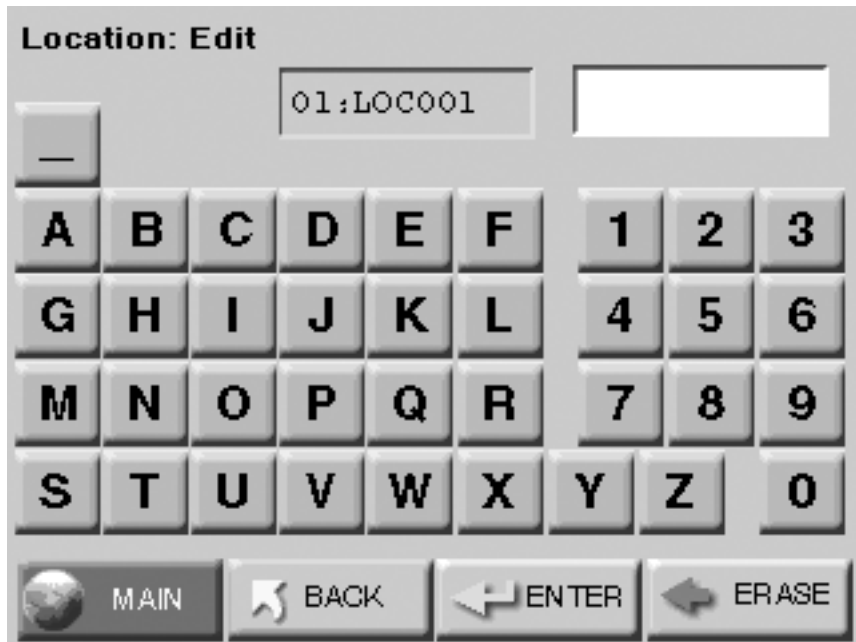 Location: Edit
01:LOC001
_
A B C D E F 1 2 3
G H I J K L 4 5 6
M N O P Q R 7 8 9
S T U V W X Y Z 0
MAIN BACK ENTER ERASE